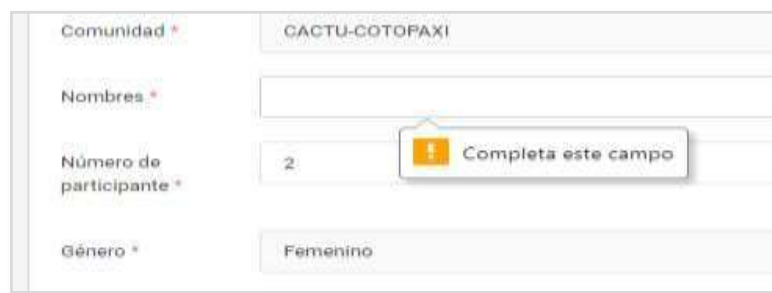 Comunidad * CACTU-COTOPAXI
Nombres *
Completa este campo
Número de
participante * 2
Género * Femenino